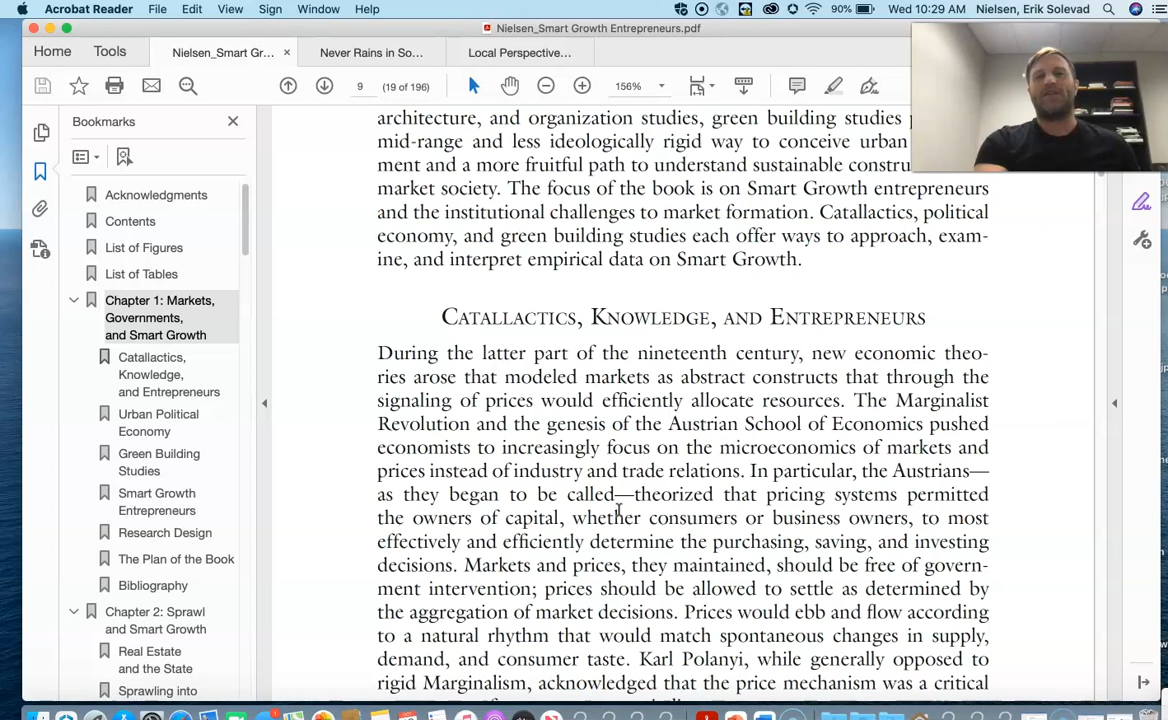 Acrobat Reader File Edit View Sign Window Help 90% Wed 10:29 AM Nielsen, Erik Solevad
Nielsen_Smart Growth Entrepreneurs.pdf
Home Tools Nielsen_Smart Gr... × Never Rains in So... Local Perspective...
9 (19 of 196) 156%
Bookmarks
Acknowledgments
Contents
List of Figures
List of Tables
Chapter 1: Markets,
Governments,
and Smart Growth
Catallactics,
Knowledge,
and Entrepreneurs
Urban Political
Economy
Green Building
Studies
Smart Growth
Entrepreneurs
Research Design
The Plan of the Book
Bibliography
Chapter 2: Sprawl
and Smart Growth
Real Estate
and the State
Sprawling into
architecture, and organization studies, green building studies
mid-range and less ideologically rigid way to conceive urban
ment and a more fruitful path to understand sustainable constru
market society. The focus of the book is on Smart Growth entrepreneurs
and the institutional challenges to market formation. Catallactics, political
economy, and green building studies each offer ways to approach, exam-
ine, and interpret empirical data on Smart Growth.
Catallactics, Knowledge, and Entrepreneurs
During the latter part of the nineteenth century, new economic theo-
ries arose that modeled markets as abstract constructs that through the
signaling of prices would efficiently allocate resources. The Marginalist
Revolution and the genesis of the Austrian School of Economics pushed
economists to increasingly focus on the microeconomics of markets and
prices instead of industry and trade relations. In particular, the Austrians—
as they began to be called—theorized that pricing systems permitted
the owners of capital, whether consumers or business owners, to most
effectively and efficiently determine the purchasing, saving, and investing
decisions. Markets and prices, they maintained, should be free of govern-
ment intervention; prices should be allowed to settle as determined by
the aggregation of market decisions. Prices would ebb and flow according
to a natural rhythm that would match spontaneous changes in supply,
demand, and consumer taste. Karl Polanyi, while generally opposed to
rigid Marginalism, acknowledged that the price mechanism was a critical